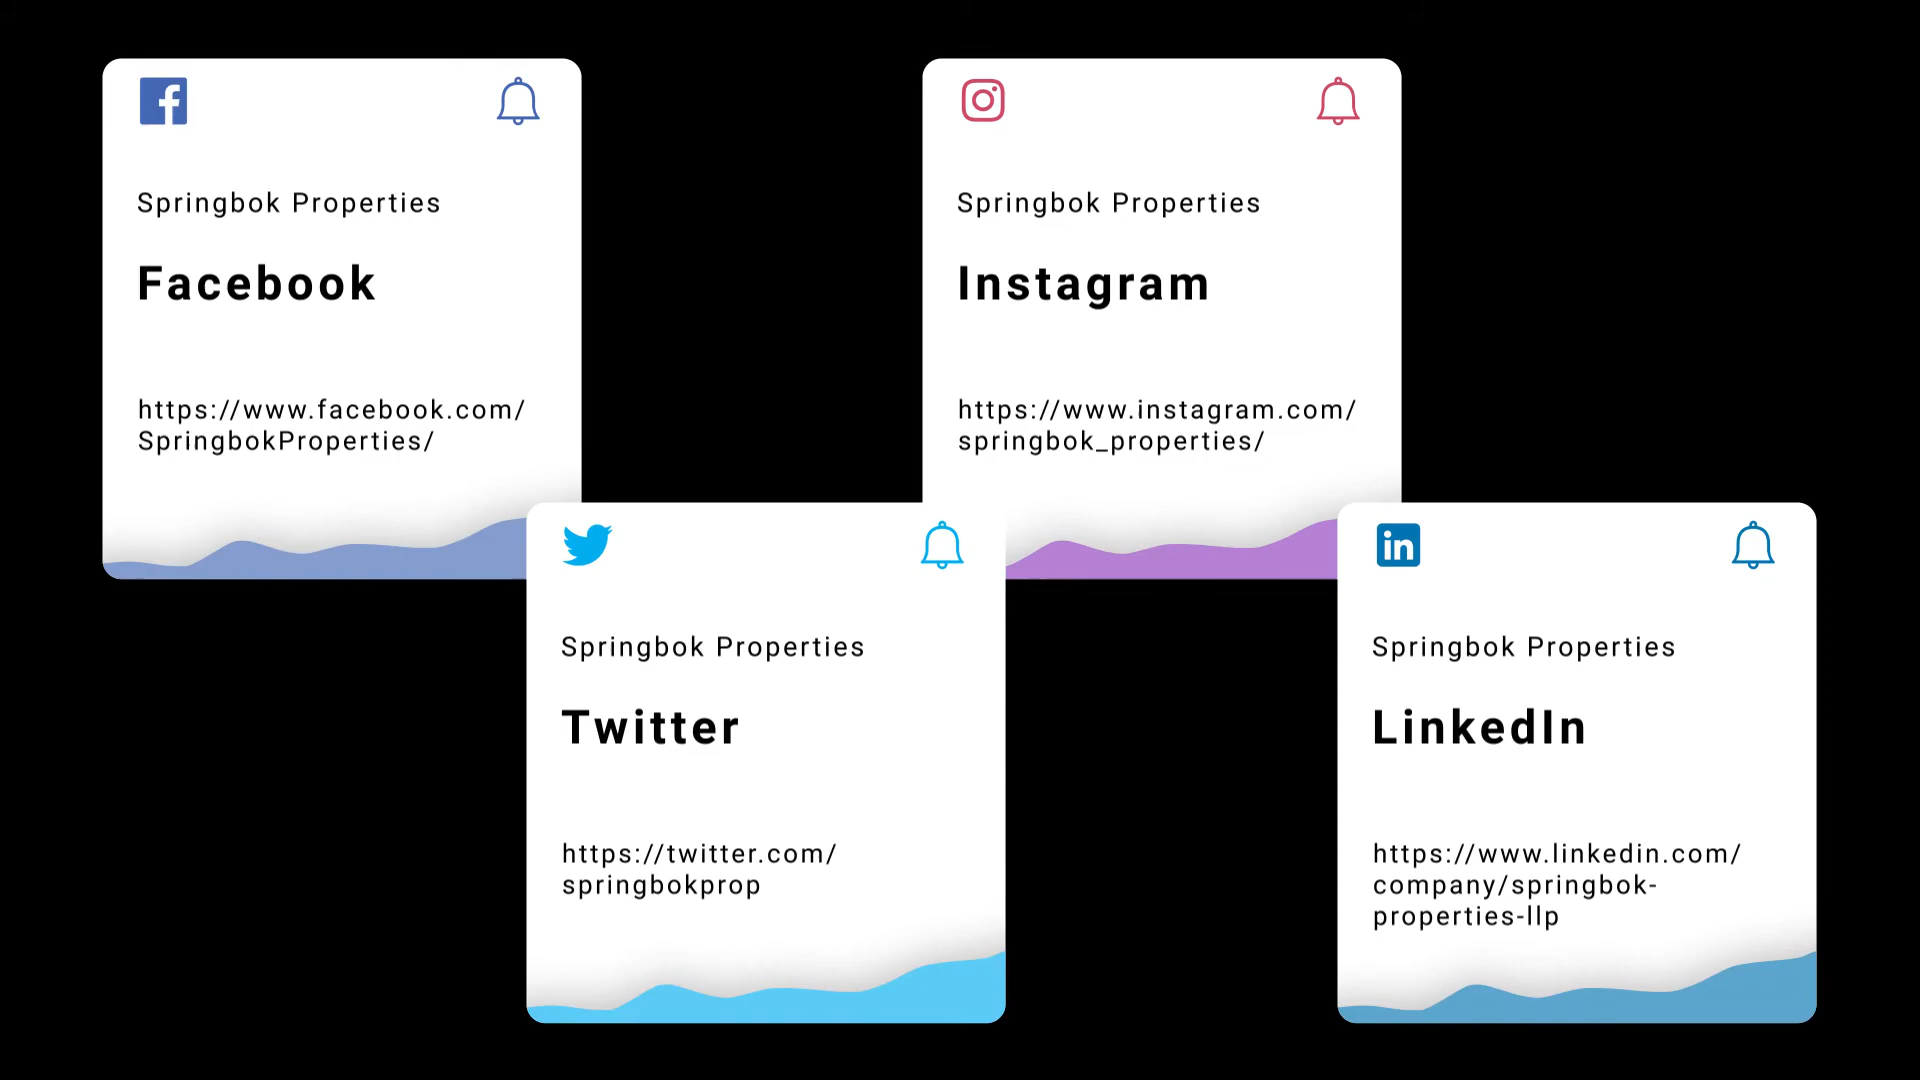 Springbok Properties
Facebook
https://www.facebook.com/
SpringbokProperties/
Springbok Properties
Instagram
https://www.instagram.com/
springbok_properties/
Springbok Properties
Twitter
https://twitter.com/
springbokprop
Springbok Properties
LinkedIn
https://www.linkedin.com/
company/springbok-
properties-llp